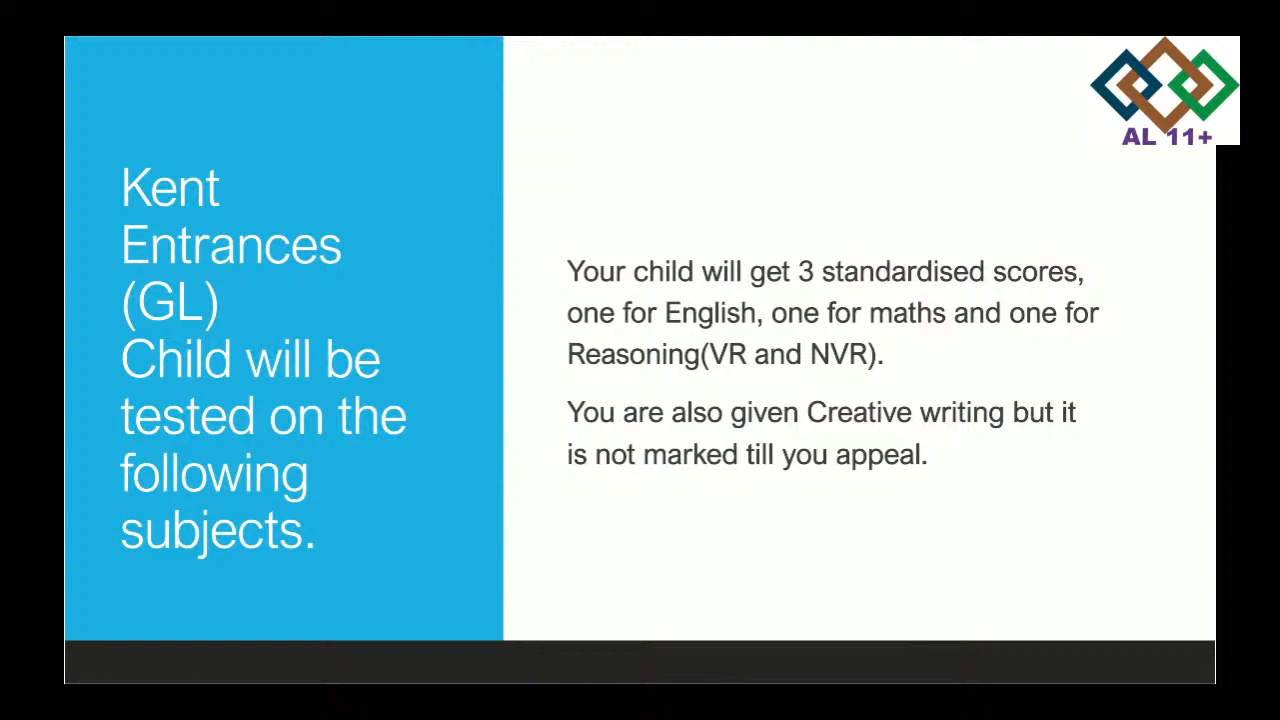 AL 11+
Kent
Entrances
(GL)
Child will be
tested on the
following
subjects.
Your child will get 3 standardised scores,
one for English, one for maths and one for
Reasoning(VR and NVR).
You are also given Creative writing but it
is not marked till you appeal.